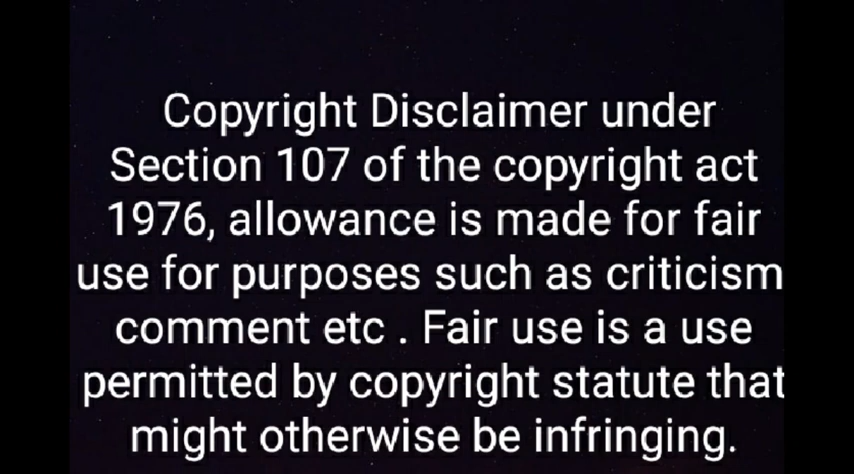 Copyright Disclaimer under
Section 107 of the copyright act
1976, allowance is made for fair
use for purposes such as criticism
comment etc . Fair use is a use
permitted by copyright statute that
might otherwise be infringing.